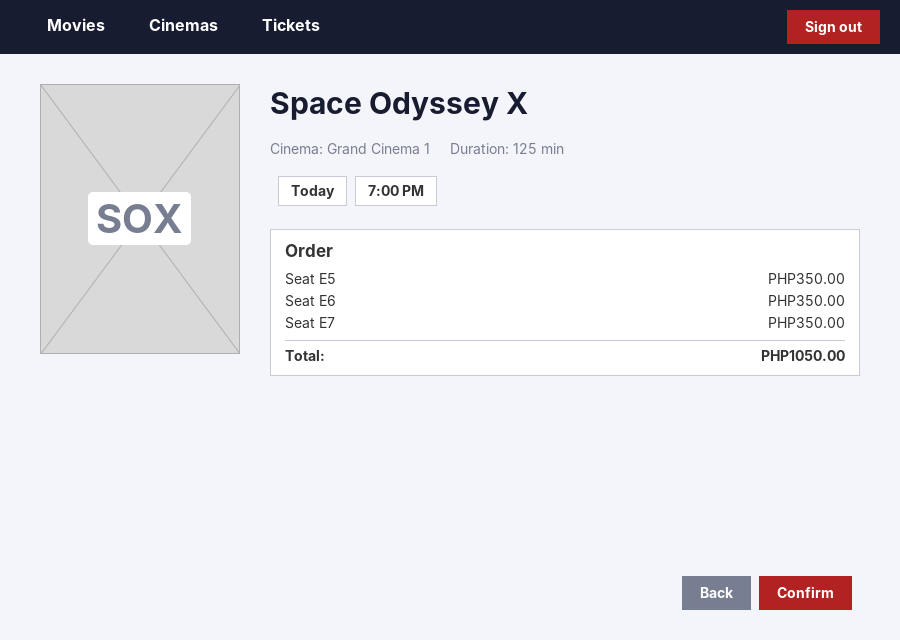 Movies Cinemas Tickets Sign out
SOX
Space Odyssey X
Cinema: Grand Cinema 1 Duration: 125 min
Today 7:00 PM
Order
Seat E5 PHP350.00
Seat E6 PHP350.00
Seat E7 PHP350.00
Total: PHP1050.00
Back Confirm